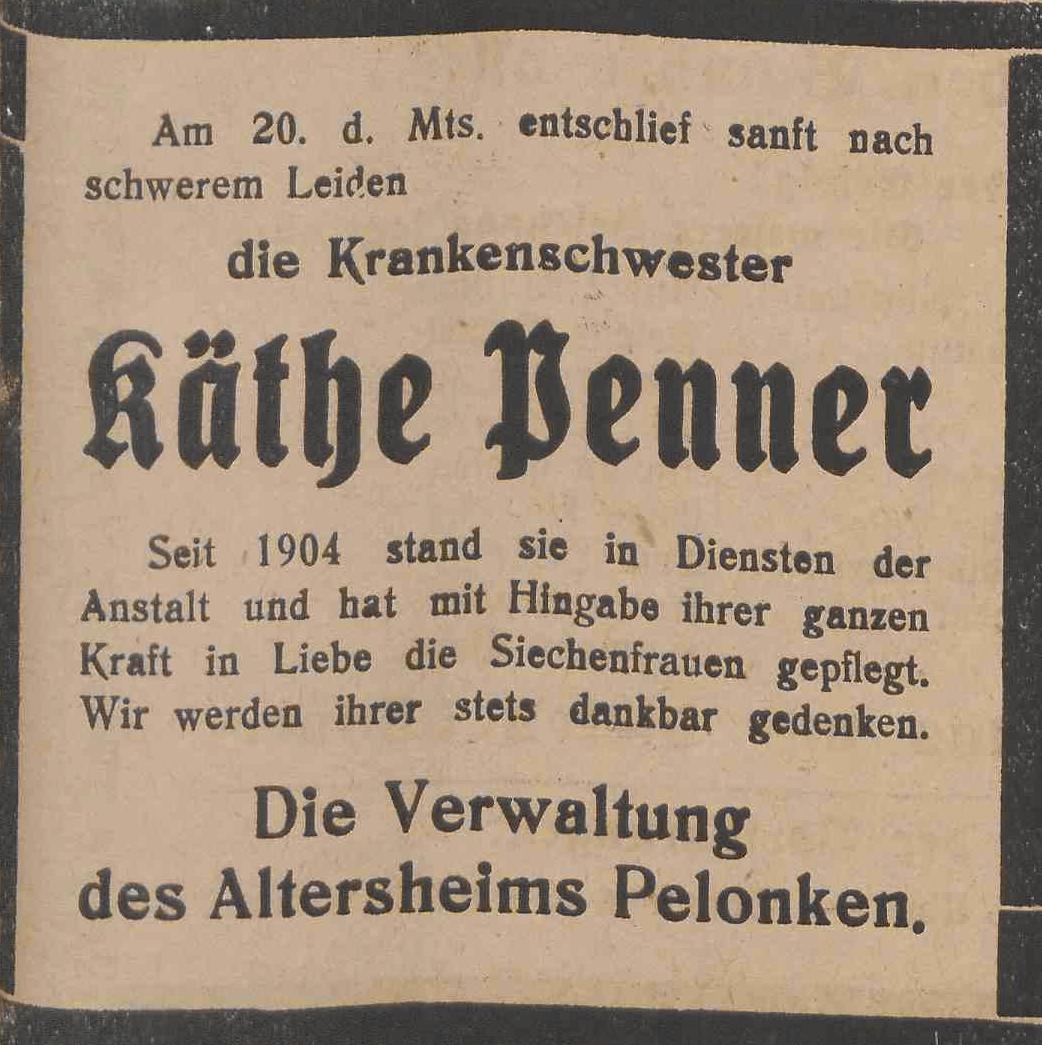 Am 20. d. Mts. entschlief sanft nach
schwerem Leiden
die Krankenschwester
Käthe Penner
Seit 1904 stand sie in Diensten der
Anstalt und hat mit Hingabe ihrer ganzen
Kraft in Liebe die Siechenfrauen gepflegt.
Wir werden ihrer stets dankbar gedenken.
Die Verwaltung
des Altersheims Pelonken.